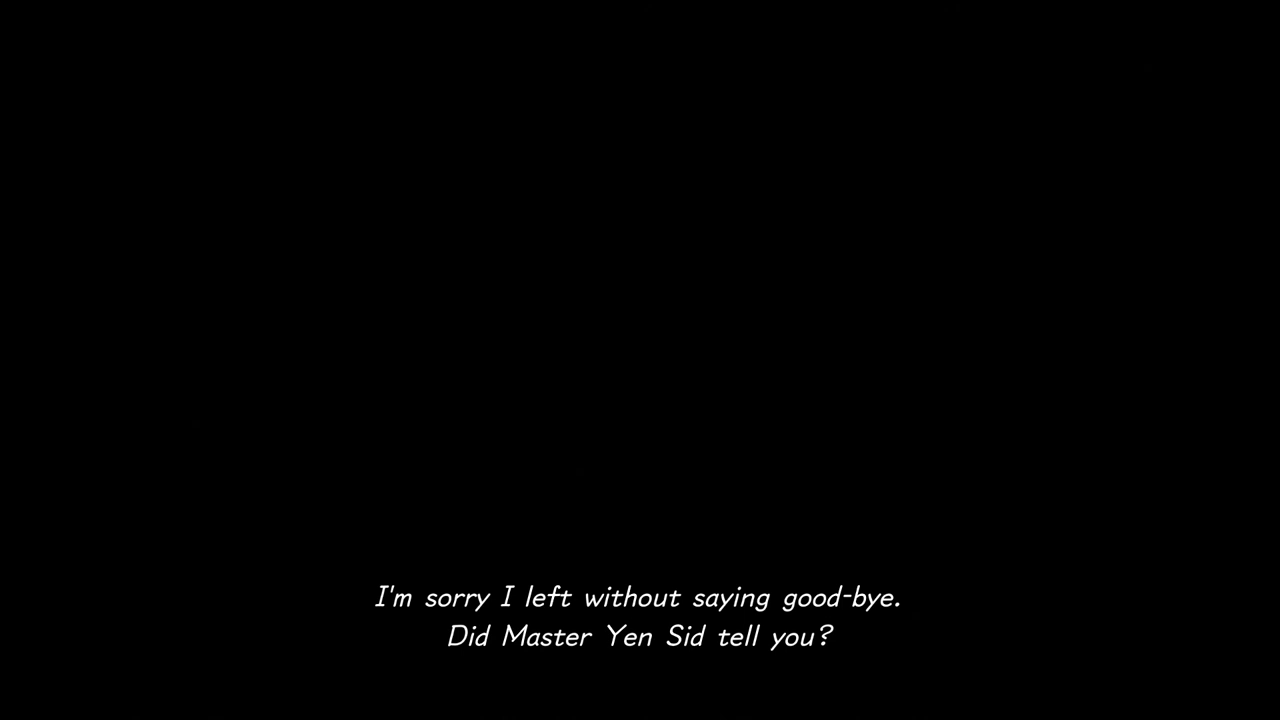 I'm sorry I left without saying good-bye.
Did Master Yen Sid tell you?